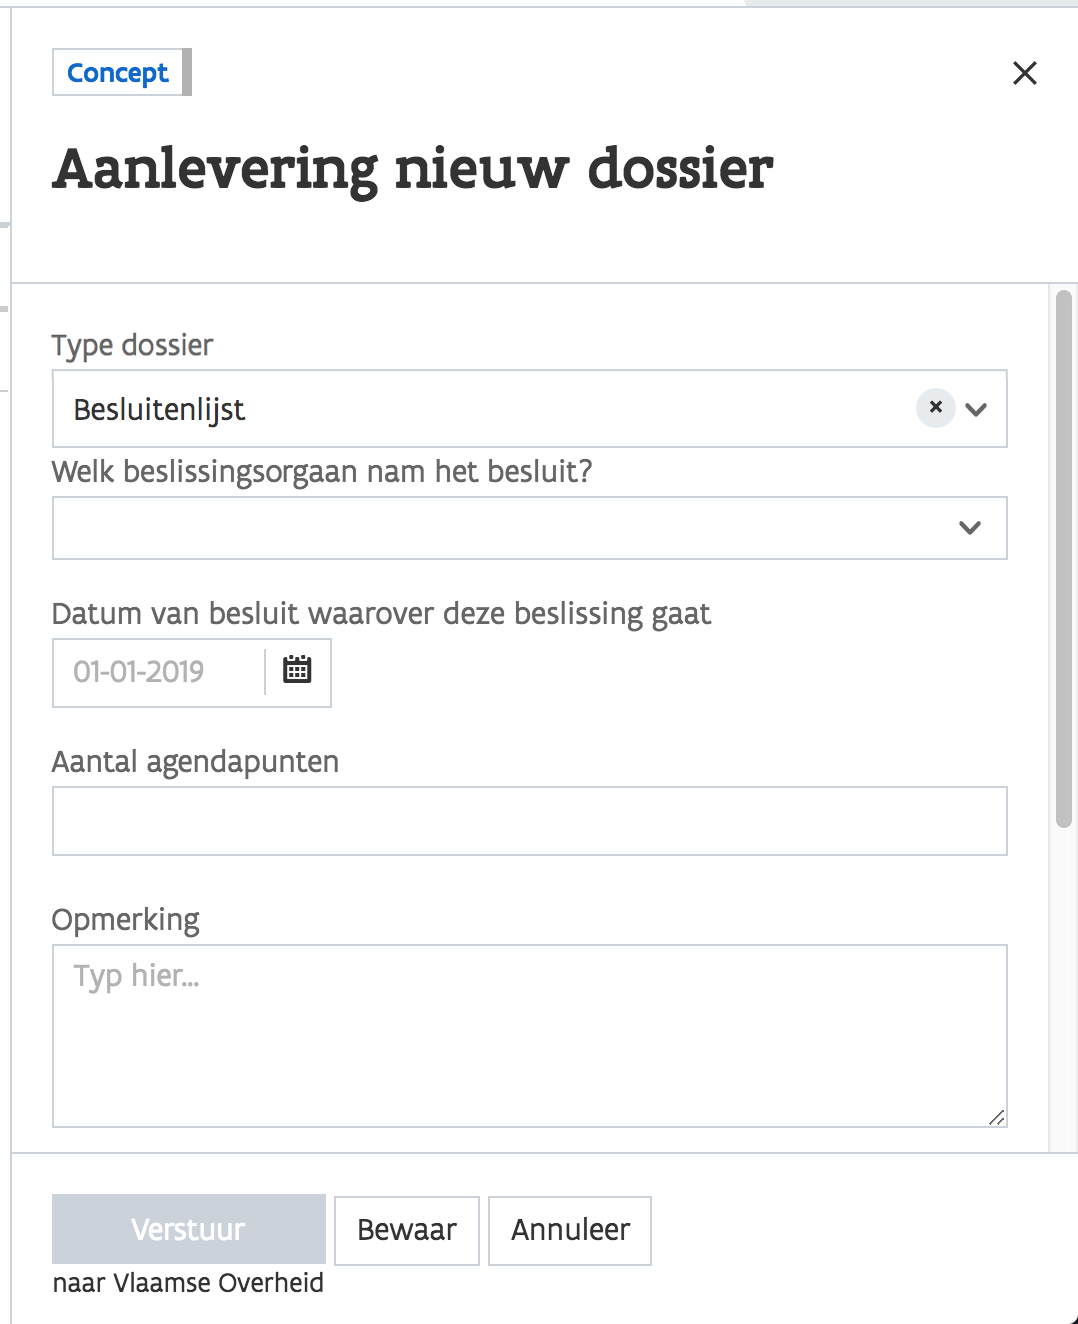 Concept
Aanlevering nieuw dossier
Type dossier
Besluitenlijst
Welk beslissingsorgaan nam het besluit?
Datum van besluit waarover deze beslissing gaat
01-01-2019
Aantal agendapunten
Opmerking
Typ hier...
Verstuur Bewaar Annuleer
naar Vlaamse Overheid